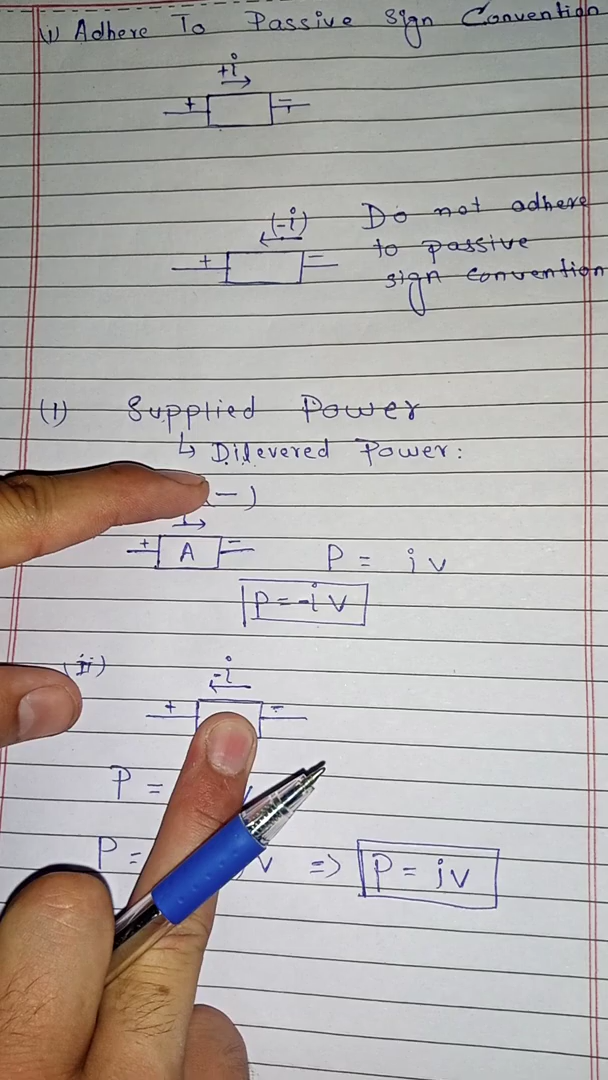 (i) Adhere To Passive Sign Convention
+i
+ −
(-i) Do not adhere
to passive
+ − sign convention
(1) Supplied Power
↳ Dilevered Power:
(−)
+ A − P = iv
P = -iv
(ii) -i
+ −
P =
P = v => P = iv